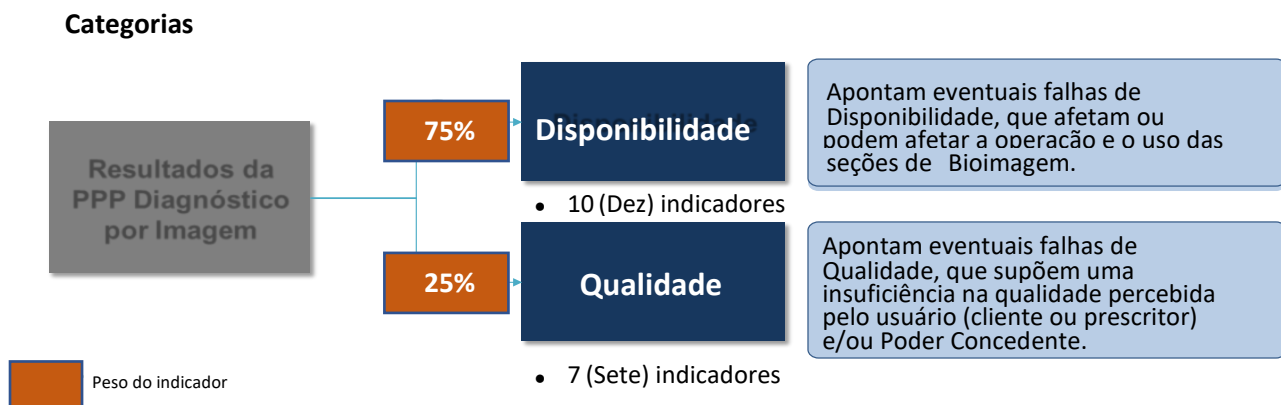 Categorias
Resultados da
PPP Diagnóstico
por Imagem
75%
Disponibilidade
• 10 (Dez) indicadores
Apontam eventuais falhas de
Disponibilidade, que afetam ou
podem afetar a operação e o uso das
seções de Bioimagem.
25%
Qualidade
• 7 (Sete) indicadores
Apontam eventuais falhas de
Qualidade, que supõem uma
insuficiência na qualidade percebida
pelo usuário (cliente ou prescritor)
e/ou Poder Concedente.
Peso do indicador